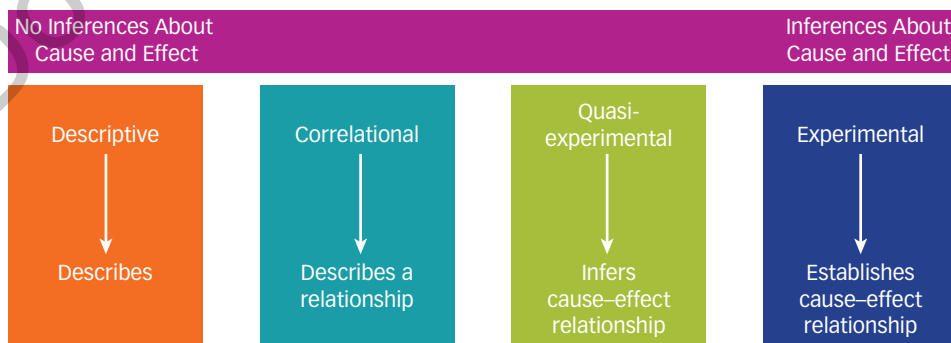 No Inferences About
Cause and Effect
Inferences About
Cause and Effect
Descriptive
Describes
Correlational
Describes a
relationship
Quasi-
experimental
Infers
cause–effect
relationship
Experimental
Establishes
cause–effect
relationship